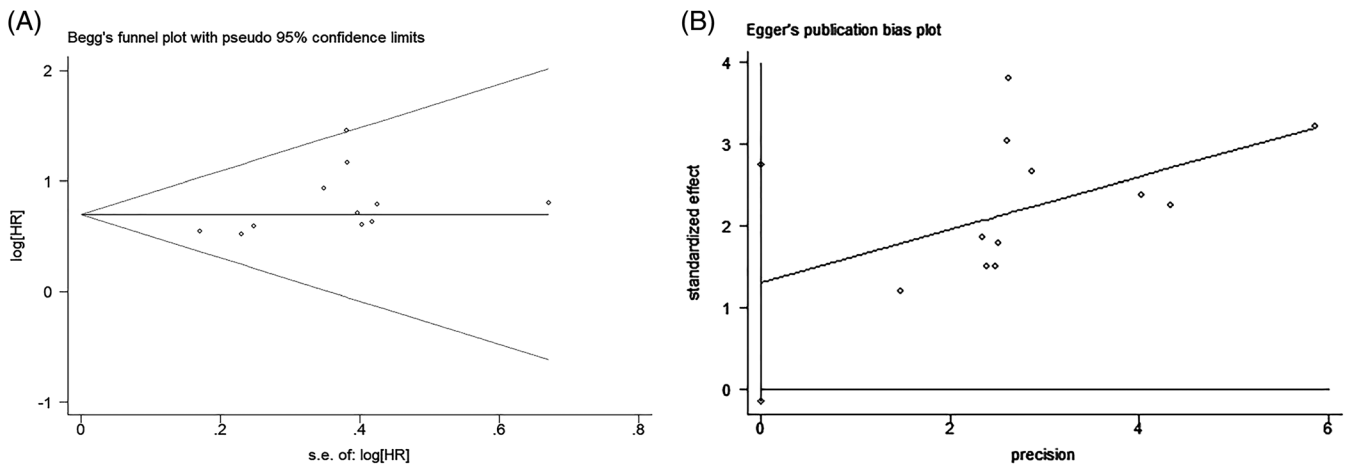 (A)
Begg's funnel plot with pseudo 95% confidence limits
2
1
0
-1
log[HR]
0 .2 .4 .6 .8
s.e. of: log[HR]
(B)
Egger's publication bias plot
4
3
2
1
0
standardized effect
0 2 4 6
precision